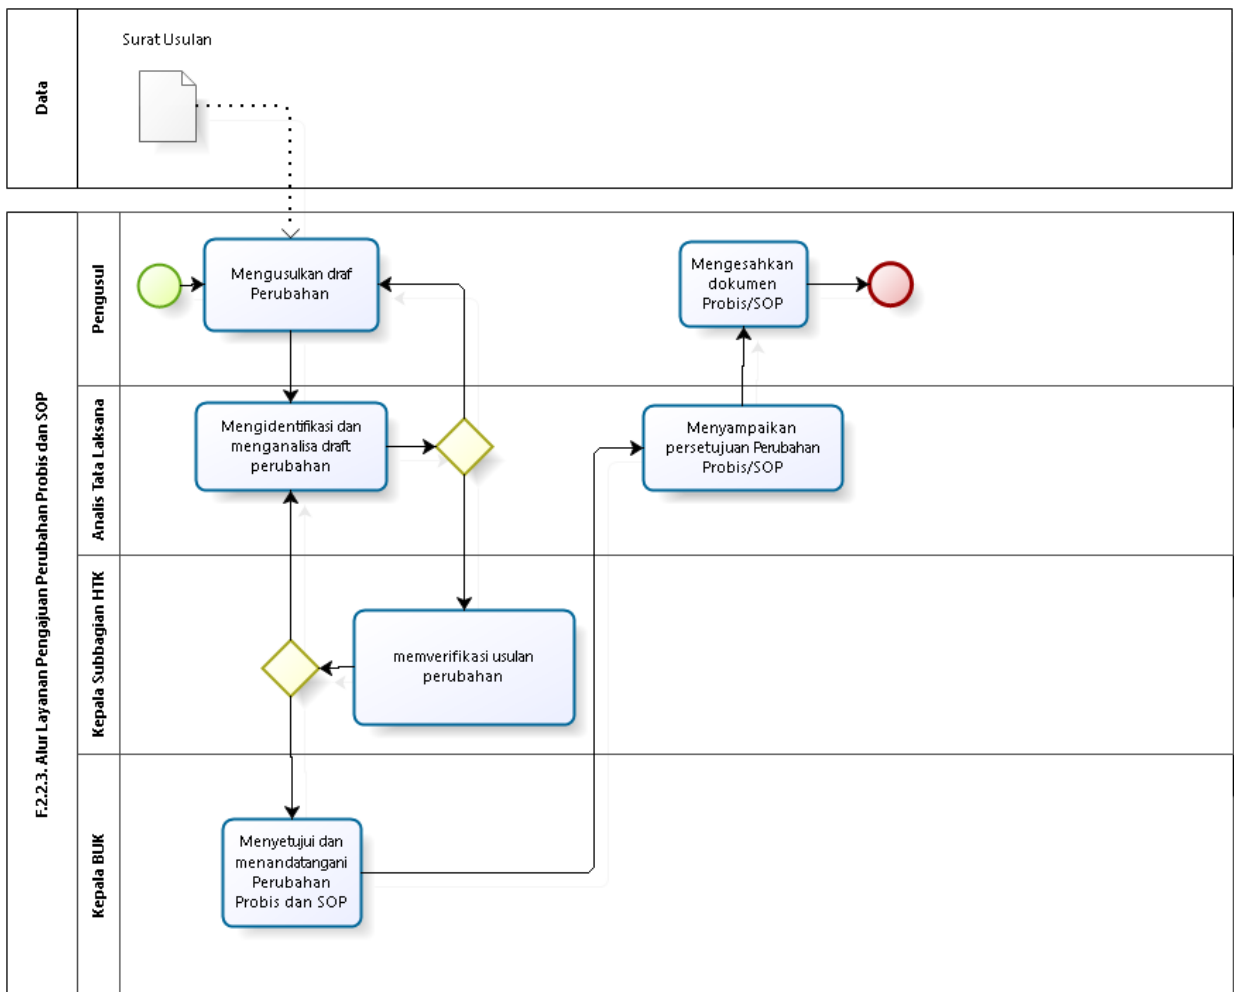 Data
Surat Usulan
F.2.2.3. Alur Layanan Pengajuan Perubahan Probis dan SOP
Pengusul
Mengusulkan draf
Perubahan
Mengesahkan
dokumen
Probis/SOP
Analis Tata Laksana
Mengidentifikasi dan
menganalisa draft
perubahan
Menyampaikan
persetujuan Perubahan
Probis/SOP
Kepala Subbagian HTK
memverifikasi usulan
perubahan
Kepala BUK
Menyetujui dan
menandatangani
Perubahan
Probis dan SOP